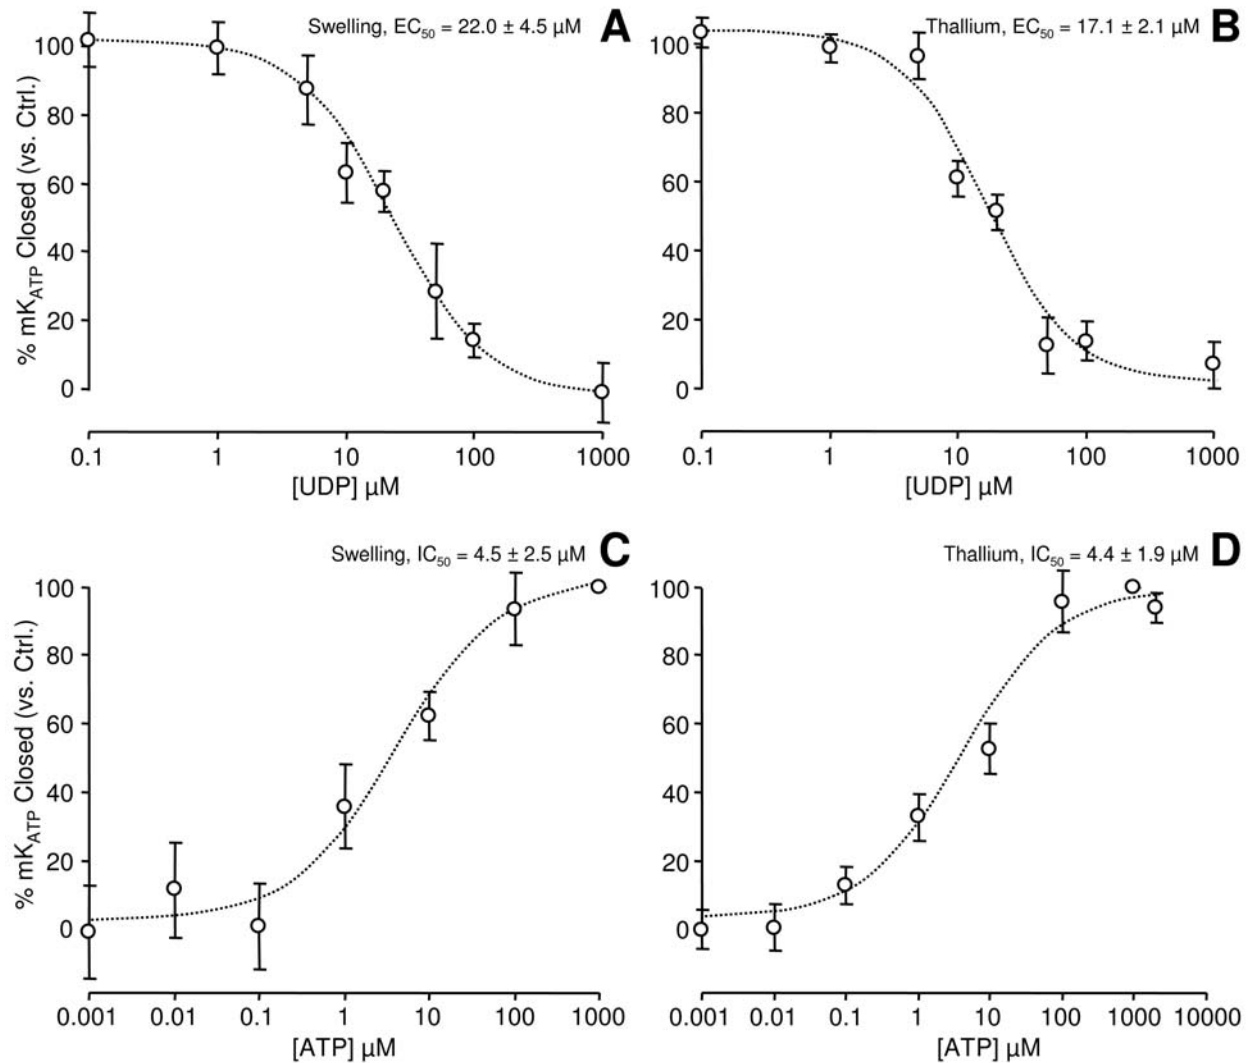 Swelling, EC50 = 22.0 ± 4.5 µM A
% mKATP Closed (vs. Ctrl.)
100
80
60
40
20
0
0.1 1 10 100 1000
[UDP] µM
Thallium, EC50 = 17.1 ± 2.1 µM B
100
80
60
40
20
0
0.1 1 10 100 1000
[UDP] µM
Swelling, IC50 = 4.5 ± 2.5 µM C
% mKATP Closed (vs. Ctrl.)
100
80
60
40
20
0
0.001 0.01 0.1 1 10 100 1000
[ATP] µM
Thallium, IC50 = 4.4 ± 1.9 µM D
100
80
60
40
20
0
0.001 0.01 0.1 1 10 100 1000 10000
[ATP] µM